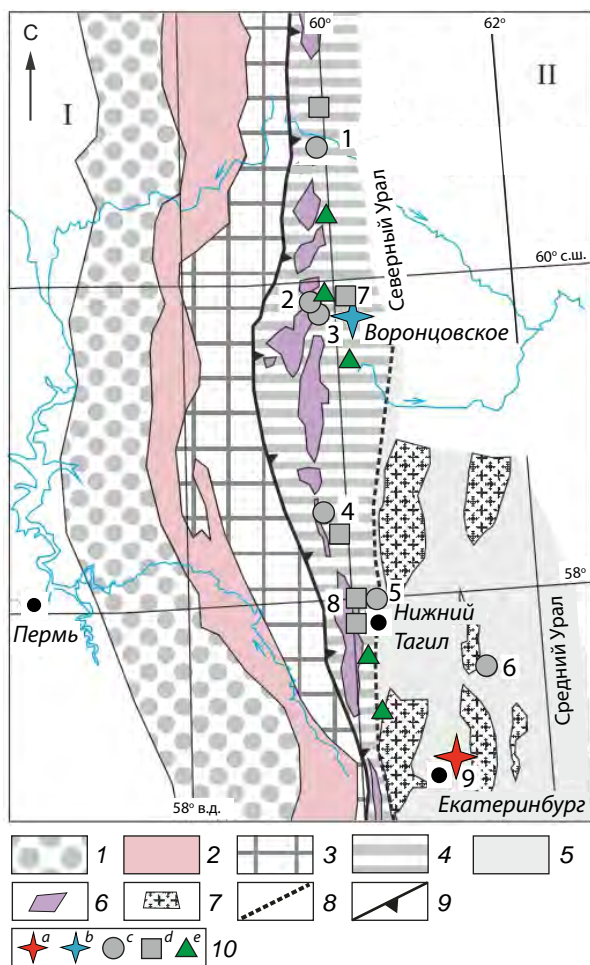 60°
62°
С
I
II
1
Северный Урал
60° с.ш.
2
7
3
Воронцовское
4
58°
8
5
Пермь
Нижний
Тагил
6
Средний Урал
9
58° в.д.
Екатеринбург
1
2
3
4
5
6
7
8
9
a
b
c
d
e
10